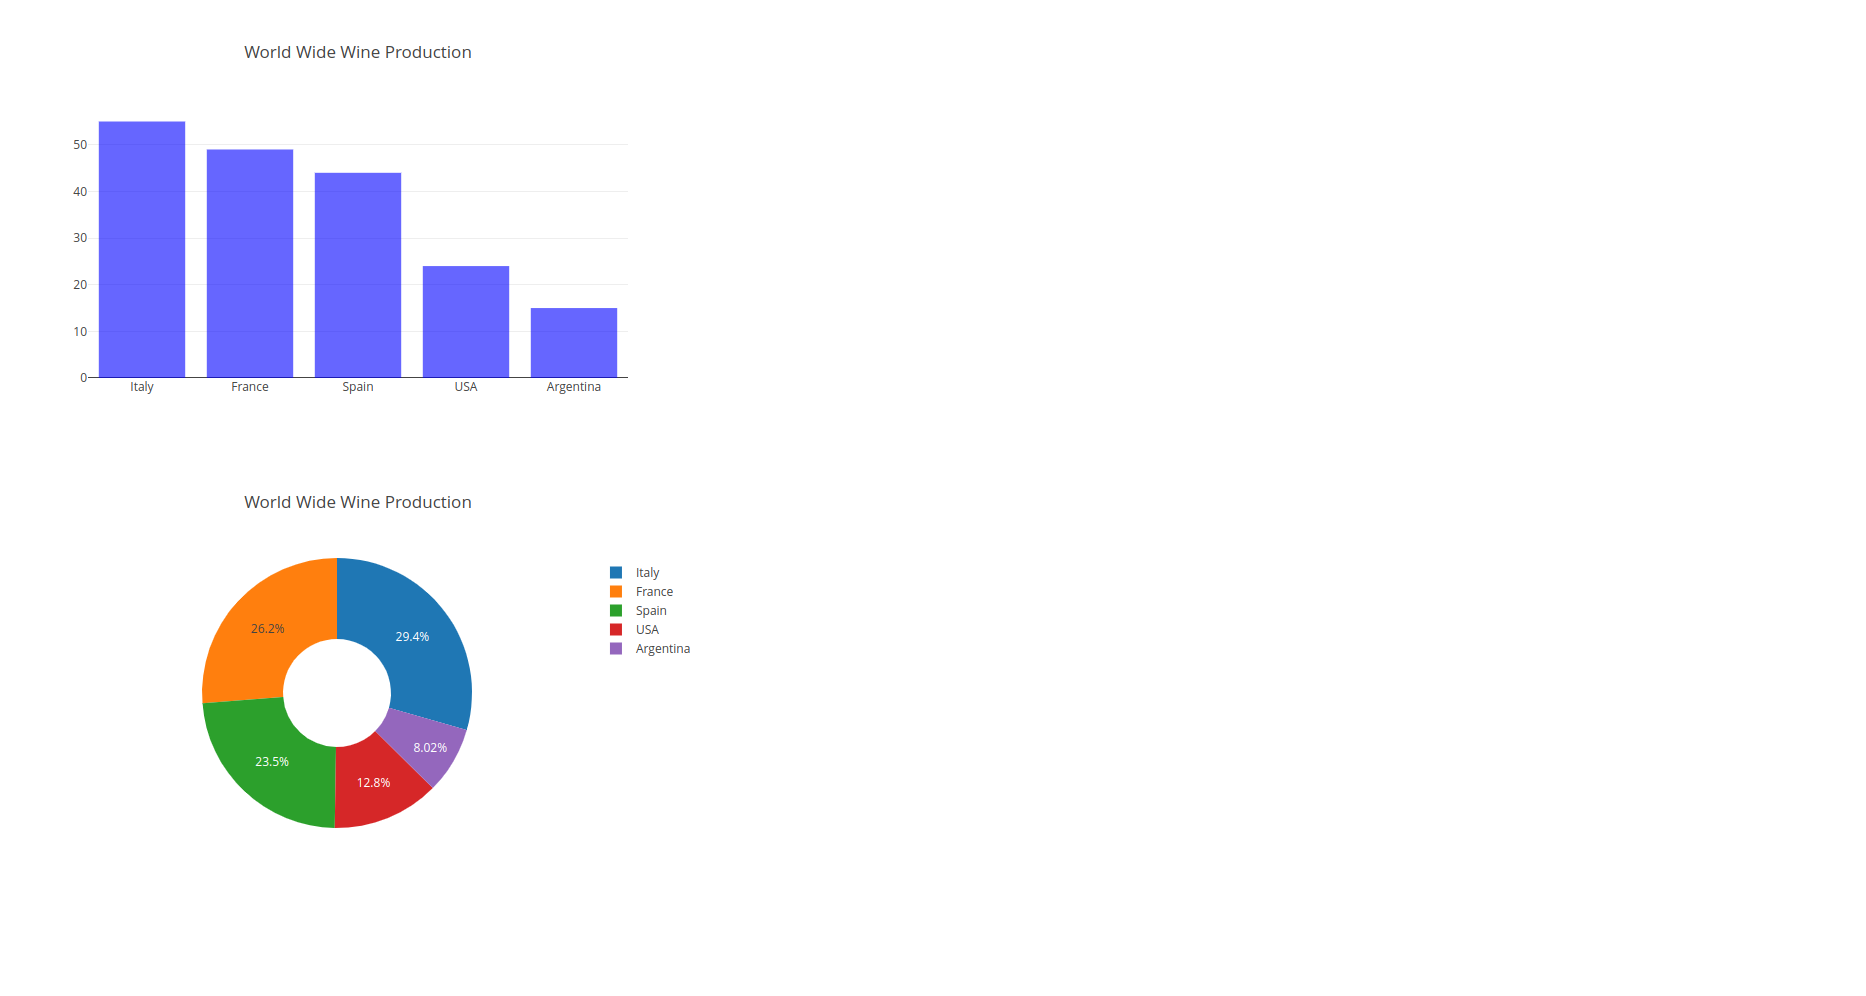 World Wide Wine Production
50
40
30
20
10
0
Italy France Spain USA Argentina
World Wide Wine Production
Italy
France
Spain
USA
Argentina
26.2%
29.4%
8.02%
23.5%
12.8%